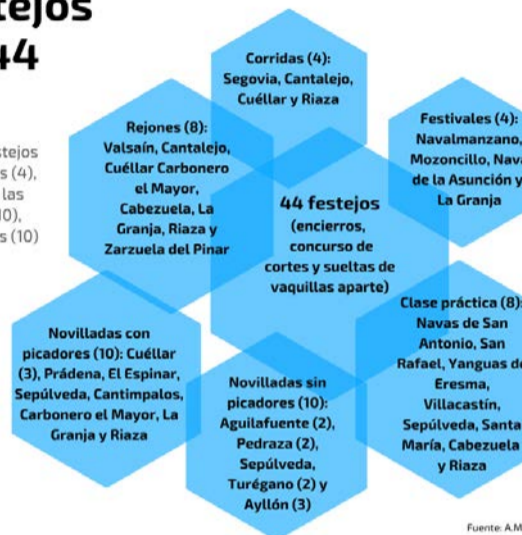 44
Corridas (4):
Segovia, Cantalejo,
Cuéllar y Riaza
Rejones (8):
Valsaín, Cantalejo,
Cuéllar Carbonero
el Mayor,
Cabezuela, La
Granja, Riaza y
Zarzuela del Pinar
Festivales (4):
Navalmanzano,
Mozoncillo, Nava
de la Asunción y
La Granja
(4),
las
(10)
44 festejos
(encierros,
concurso de
cortes y sueltas de
vaquillas aparte)
Novilladas con
picadores (10): Cuéllar
(3), Prádena, El Espinar,
Sepúlveda, Cantimpalos,
Carbonero el Mayor, La
Granja y Riaza
Novilladas sin
picadores (10):
Aguilafuente (2),
Pedraza (2),
Sepúlveda,
Turégano (2) y
Ayllón (3)
Clase práctica (8):
Navas de San
Antonio, San
Rafael, Yanguas de
Eresma,
Villacastín,
Sepúlveda, Santa
María, Cabezuela
y Riaza
Fuente: A.M